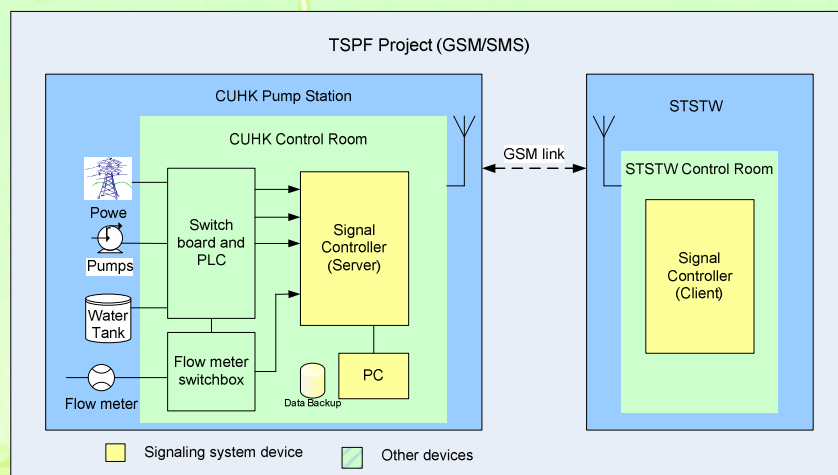 TSPF Project (GSM/SMS)
CUHK Pump Station
CUHK Control Room
Powe
Pumps
Water
Tank
Flow meter
Switch
board and
PLC
Flow meter
switchbox
Signal
Controller
(Server)
PC
Data Backup
GSM link
STSTW
STSTW Control Room
Signal
Controller
(Client)
Signaling system device
Other devices